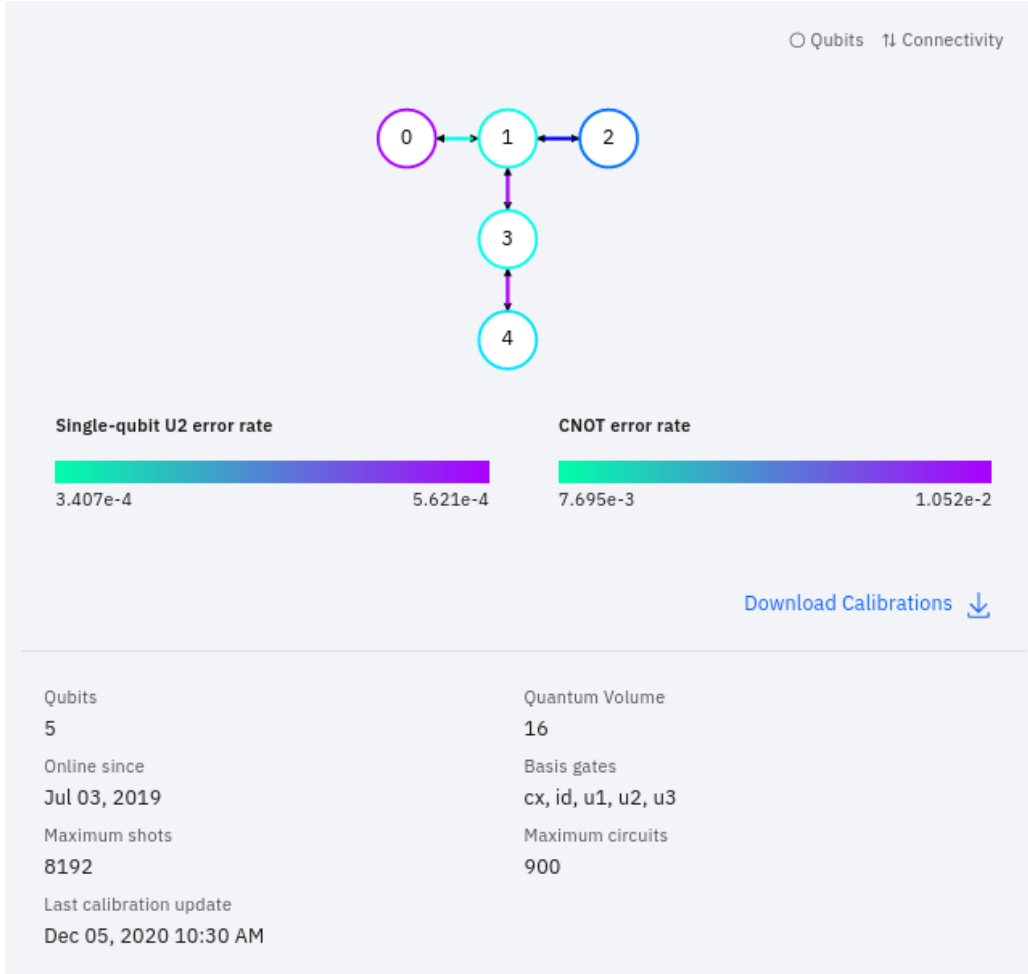 Qubits Connectivity
0 1 2
3
4
Single-qubit U2 error rate CNOT error rate
3.407e-4 5.621e-4 7.695e-3 1.052e-2
Download Calibrations
Qubits Quantum Volume
5 16
Online since Basis gates
Jul 03, 2019 cx, id, u1, u2, u3
Maximum shots Maximum circuits
8192 900
Last calibration update
Dec 05, 2020 10:30 AM